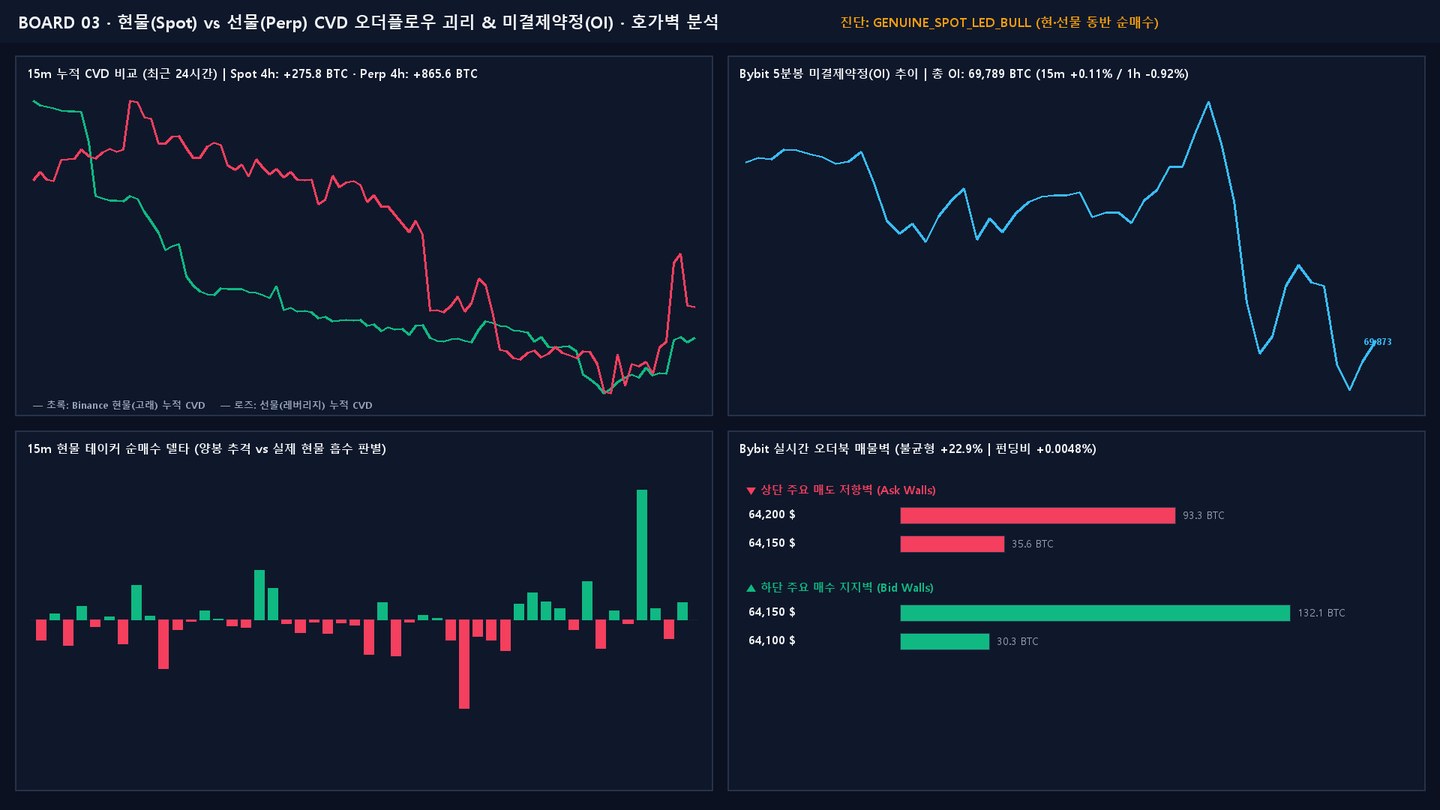 BOARD 03 · 현물(Spot) vs 선물(Perp) CVD 오더플로우 괴리 & 미결제약정(OI) · 호가벽 분석
진단: GENUINE_SPOT_LED_BULL (현·선물 동반 순매수)
15m 누적 CVD 비교 (최근 24시간) | Spot 4h: +275.8 BTC · Perp 4h: +865.6 BTC
— 초록: Binance 현물(고래) 누적 CVD
— 로즈: 선물(레버리지) 누적 CVD
Bybit 5분봉 미결제약정(OI) 추이 | 총 OI: 69,789 BTC (15m +0.11% / 1h -0.92%)
69,873
15m 현물 테이커 순매수 델타 (양봉 추격 vs 실제 현물 흡수 판별)
Bybit 실시간 오더북 매물벽 (불균형 +22.9% | 펀딩비 +0.0048%)
▼ 상단 주요 매도 저항벽 (Ask Walls)
64,200 $ 93.3 BTC
64,150 $ 35.6 BTC
▲ 하단 주요 매수 지지벽 (Bid Walls)
64,150 $ 132.1 BTC
64,100 $ 30.3 BTC